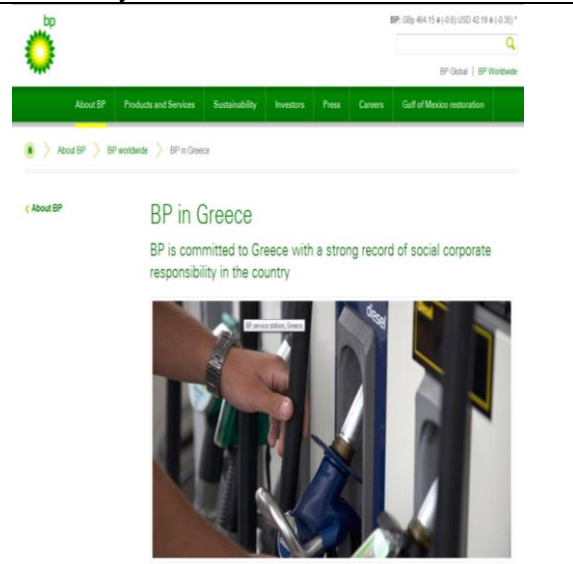 bp
BP: GBp 464.15 (-0.6) USD 42.19 (-0.35) *
BP Global | BP Worldwide
About BP Products and Services Sustainability Investors Press Careers Gulf of Mexico restoration
About BP BP worldwide BP in Greece
About BP
BP in Greece
BP is committed to Greece with a strong record of social corporate
responsibility in the country
BP service station, Greece
diesel
diesel